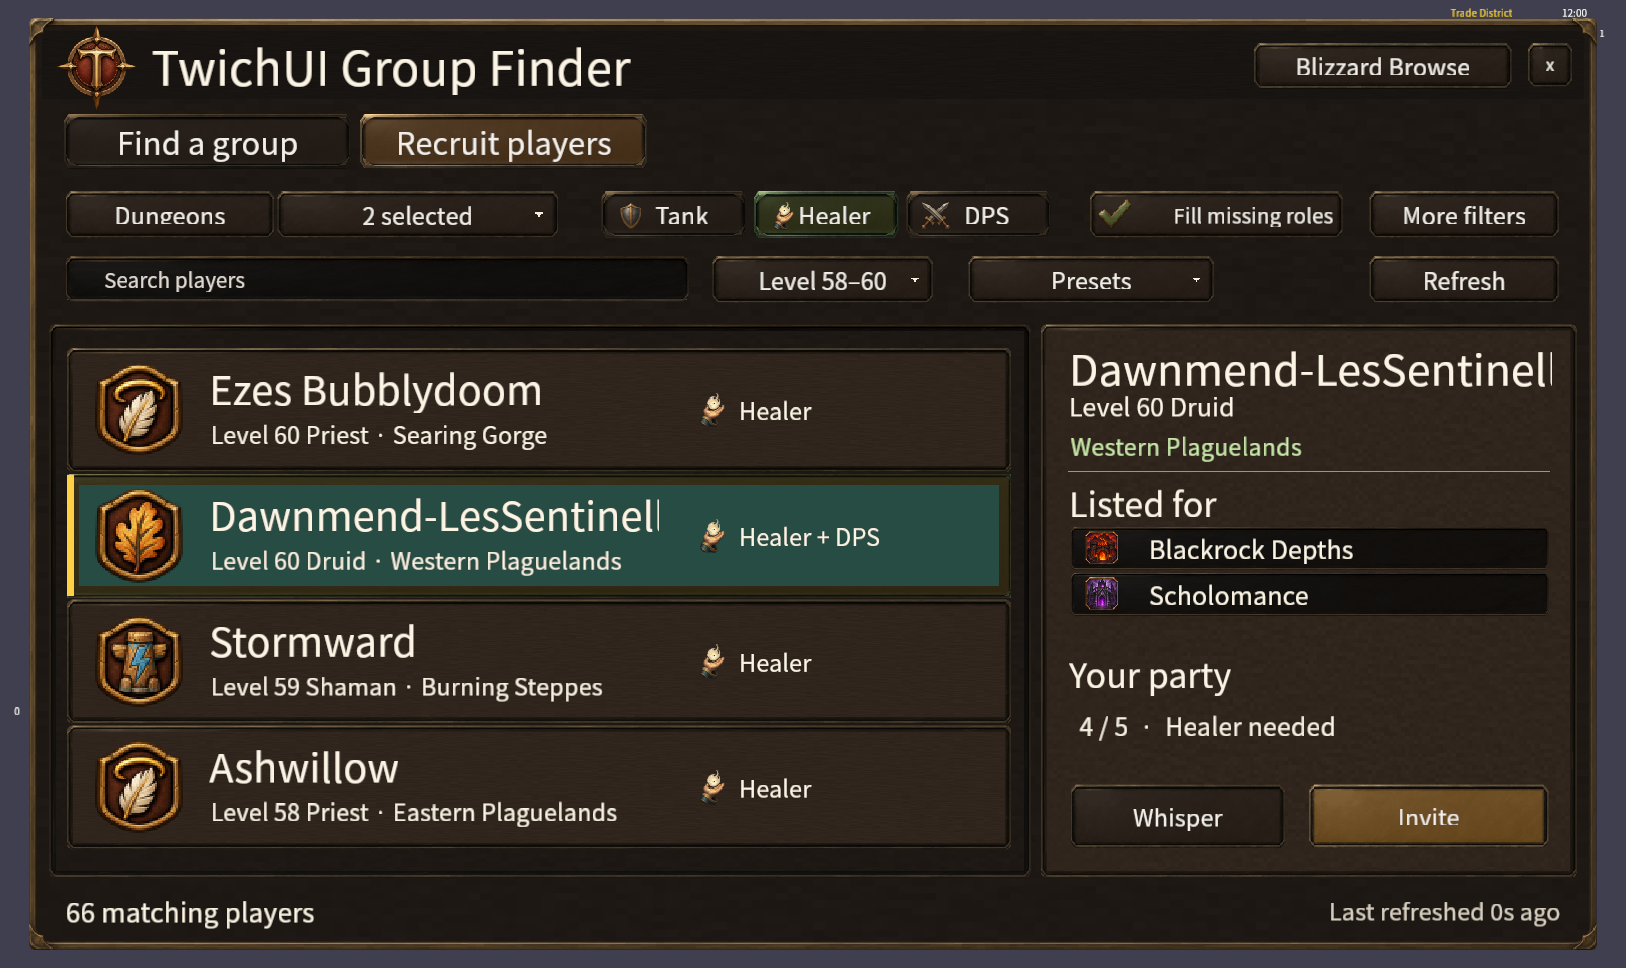 Trade District
12:00
1
TwichUI Group Finder
Blizzard Browse
x
Find a group
Recruit players
Dungeons
2 selected
Tank
Healer
DPS
Fill missing roles
More filters
Search players
Level 58–60
Presets
Refresh
Ezes Bubblydoom
Level 60 Priest · Searing Gorge
Healer
Dawnmend-LesSentinell
Level 60 Druid · Western Plaguelands
Healer + DPS
Stormward
Level 59 Shaman · Burning Steppes
Healer
Ashwillow
Level 58 Priest · Eastern Plaguelands
Healer
Dawnmend-LesSentinell
Level 60 Druid
Western Plaguelands
Listed for
Blackrock Depths
Scholomance
Your party
4 / 5 · Healer needed
Whisper
Invite
0
66 matching players
Last refreshed 0s ago